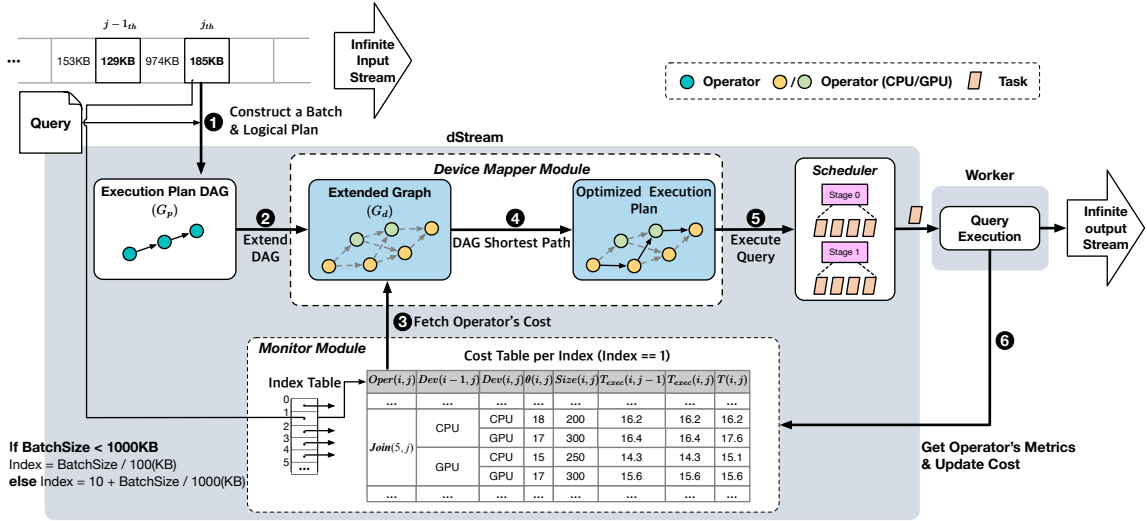 j − 1th
jth
...
153KB
129KB
974KB
185KB
Infinite
Input
Stream
Operator
/
Operator (CPU/GPU)
Task
Query
1
Construct a Batch
& Logical Plan
dStream
Device Mapper Module
Execution Plan DAG
(Gp)
2
Extend
DAG
Extended Graph
(Gd)
4
DAG Shortest Path
Optimized Execution
Plan
5
Execute
Query
Scheduler
Stage 0
Stage 1
Worker
Query
Execution
Infinite
output
Stream
3
Fetch Operator's Cost
6
Monitor Module
Cost Table per Index (Index == 1)
Index Table
0
1
2
3
4
5
...
Oper(i, j) Dev(i − 1, j) Dev(i, j) θ(i, j) Size(i, j) Texec(i, j − 1) Texec(i, j) T(i, j)
... ... ... ... ... ... ... ...
Join(5, j)
CPU
CPU 18 200 16.2 16.2 16.2
GPU 17 300 16.4 16.4 17.6
GPU
CPU 15 250 14.3 14.3 15.1
GPU 17 300 15.6 15.6 15.6
... ... ... ... ... ... ... ...
If BatchSize < 1000KB
Index = BatchSize / 100(KB)
else Index = 10 + BatchSize / 1000(KB)
Get Operator's Metrics
& Update Cost